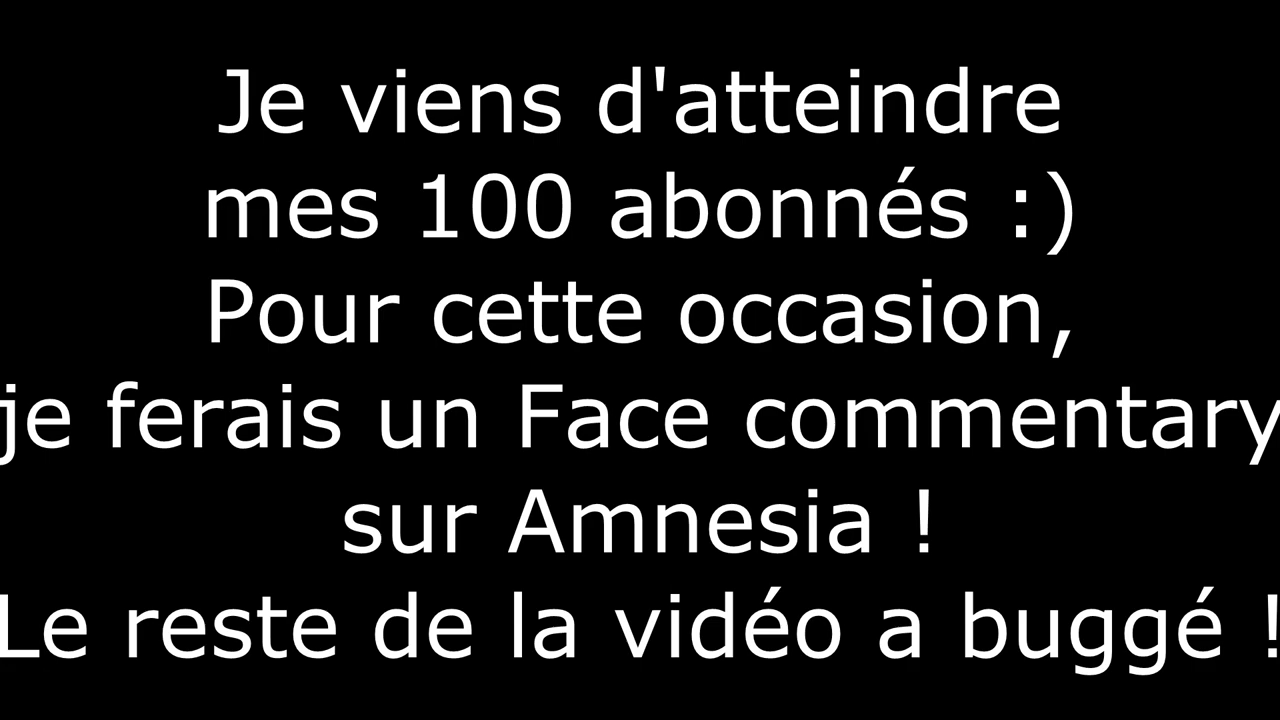 Je viens d'atteindre
mes 100 abonnés :)
Pour cette occasion,
je ferais un Face commentary
sur Amnesia !
Le reste de la vidéo a buggé !